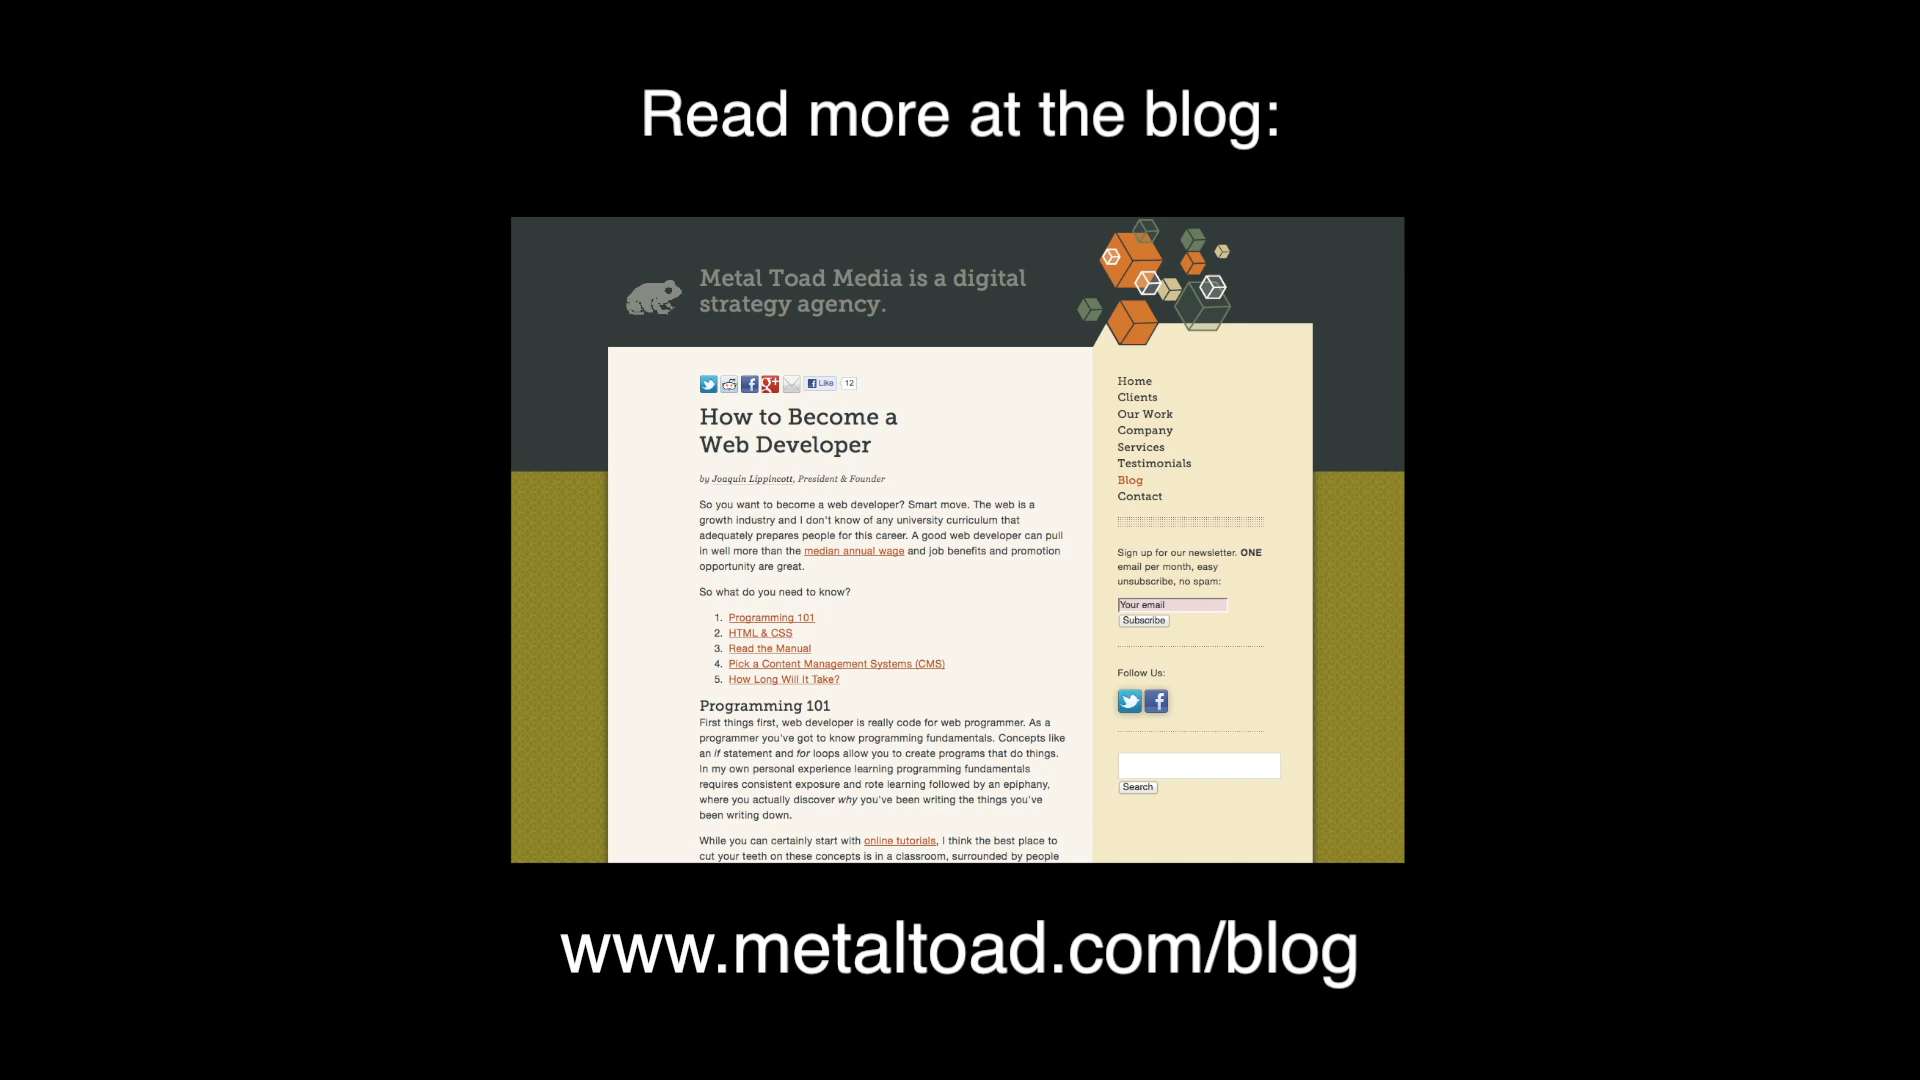 Read more at the blog:
Metal Toad Media is a digital
strategy agency.
Like 12
How to Become a
Web Developer
by Joaquin Lippincott, President & Founder
So you want to become a web developer? Smart move. The web is a
growth industry and I don't know of any university curriculum that
adequately prepares people for this career. A good web developer can pull
in well more than the median annual wage and job benefits and promotion
opportunity are great.
So what do you need to know?
1. Programming 101
2. HTML & CSS
3. Read the Manual
4. Pick a Content Management Systems (CMS)
5. How Long Will It Take?
Programming 101
First things first, web developer is really code for web programmer. As a
programmer you've got to know programming fundamentals. Concepts like
an if statement and for loops allow you to create programs that do things.
In my own personal experience learning programming fundamentals
requires consistent exposure and rote learning followed by an epiphany,
where you actually discover why you've been writing the things you've
been writing down.
While you can certainly start with online tutorials, I think the best place to
cut your teeth on these concepts is in a classroom, surrounded by people
Home
Clients
Our Work
Company
Services
Testimonials
Blog
Contact
Sign up for our newsletter. ONE
email per month, easy
unsubscribe, no spam:
Your email
Subscribe
Follow Us:
Search
www.metaltoad.com/blog